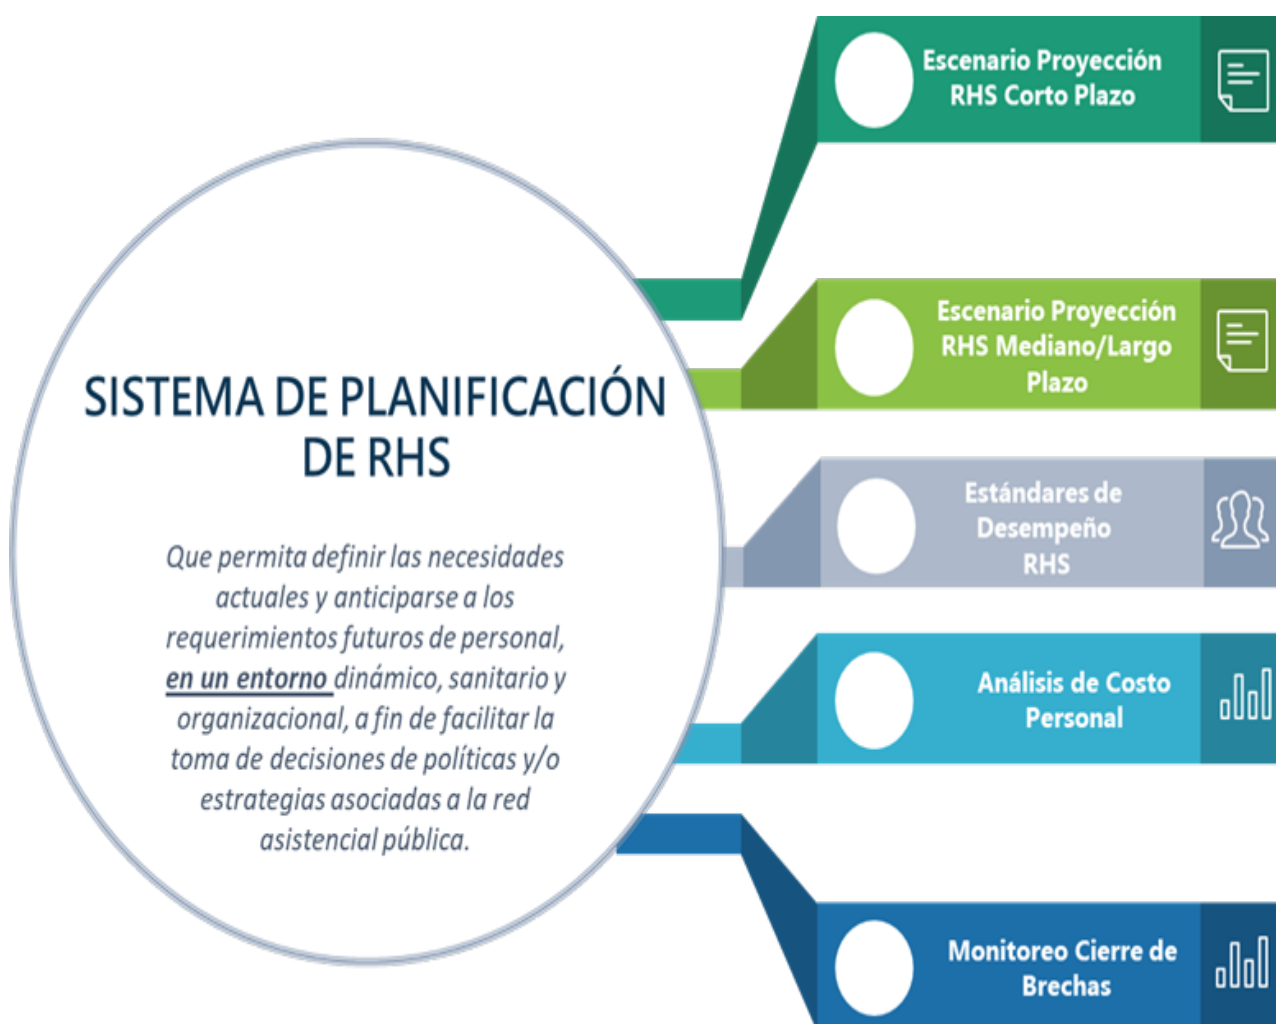 SISTEMA DE PLANIFICACIÓN
DE RHS
Que permita definir las necesidades
actuales y anticiparse a los
requerimientos futuros de personal,
en un entorno dinámico, sanitario y
organizacional, a fin de facilitar la
toma de decisiones de políticas y/o
estrategias asociadas a la red
asistencial pública.
Escenario Proyección
RHS Corto Plazo
Escenario Proyección
RHS Mediano/Largo
Plazo
Estándares de
Desempeño
RHS
Análisis de Costo
Personal
Monitoreo Cierre de
Brechas